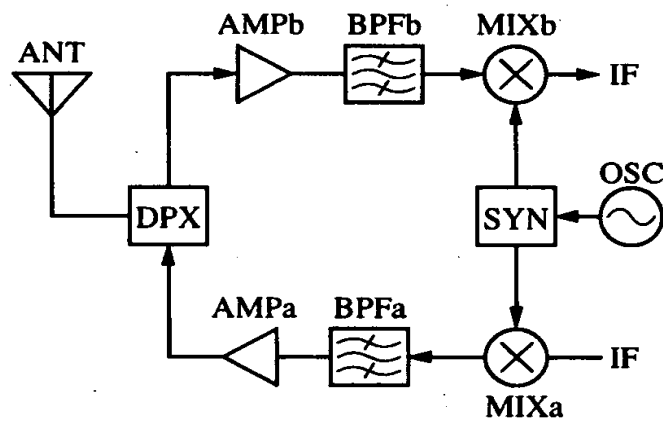 AMPb BPFb MIXb
ANT
IF
OSC
DPX SYN
AMPa BPFa
IF
MIXa